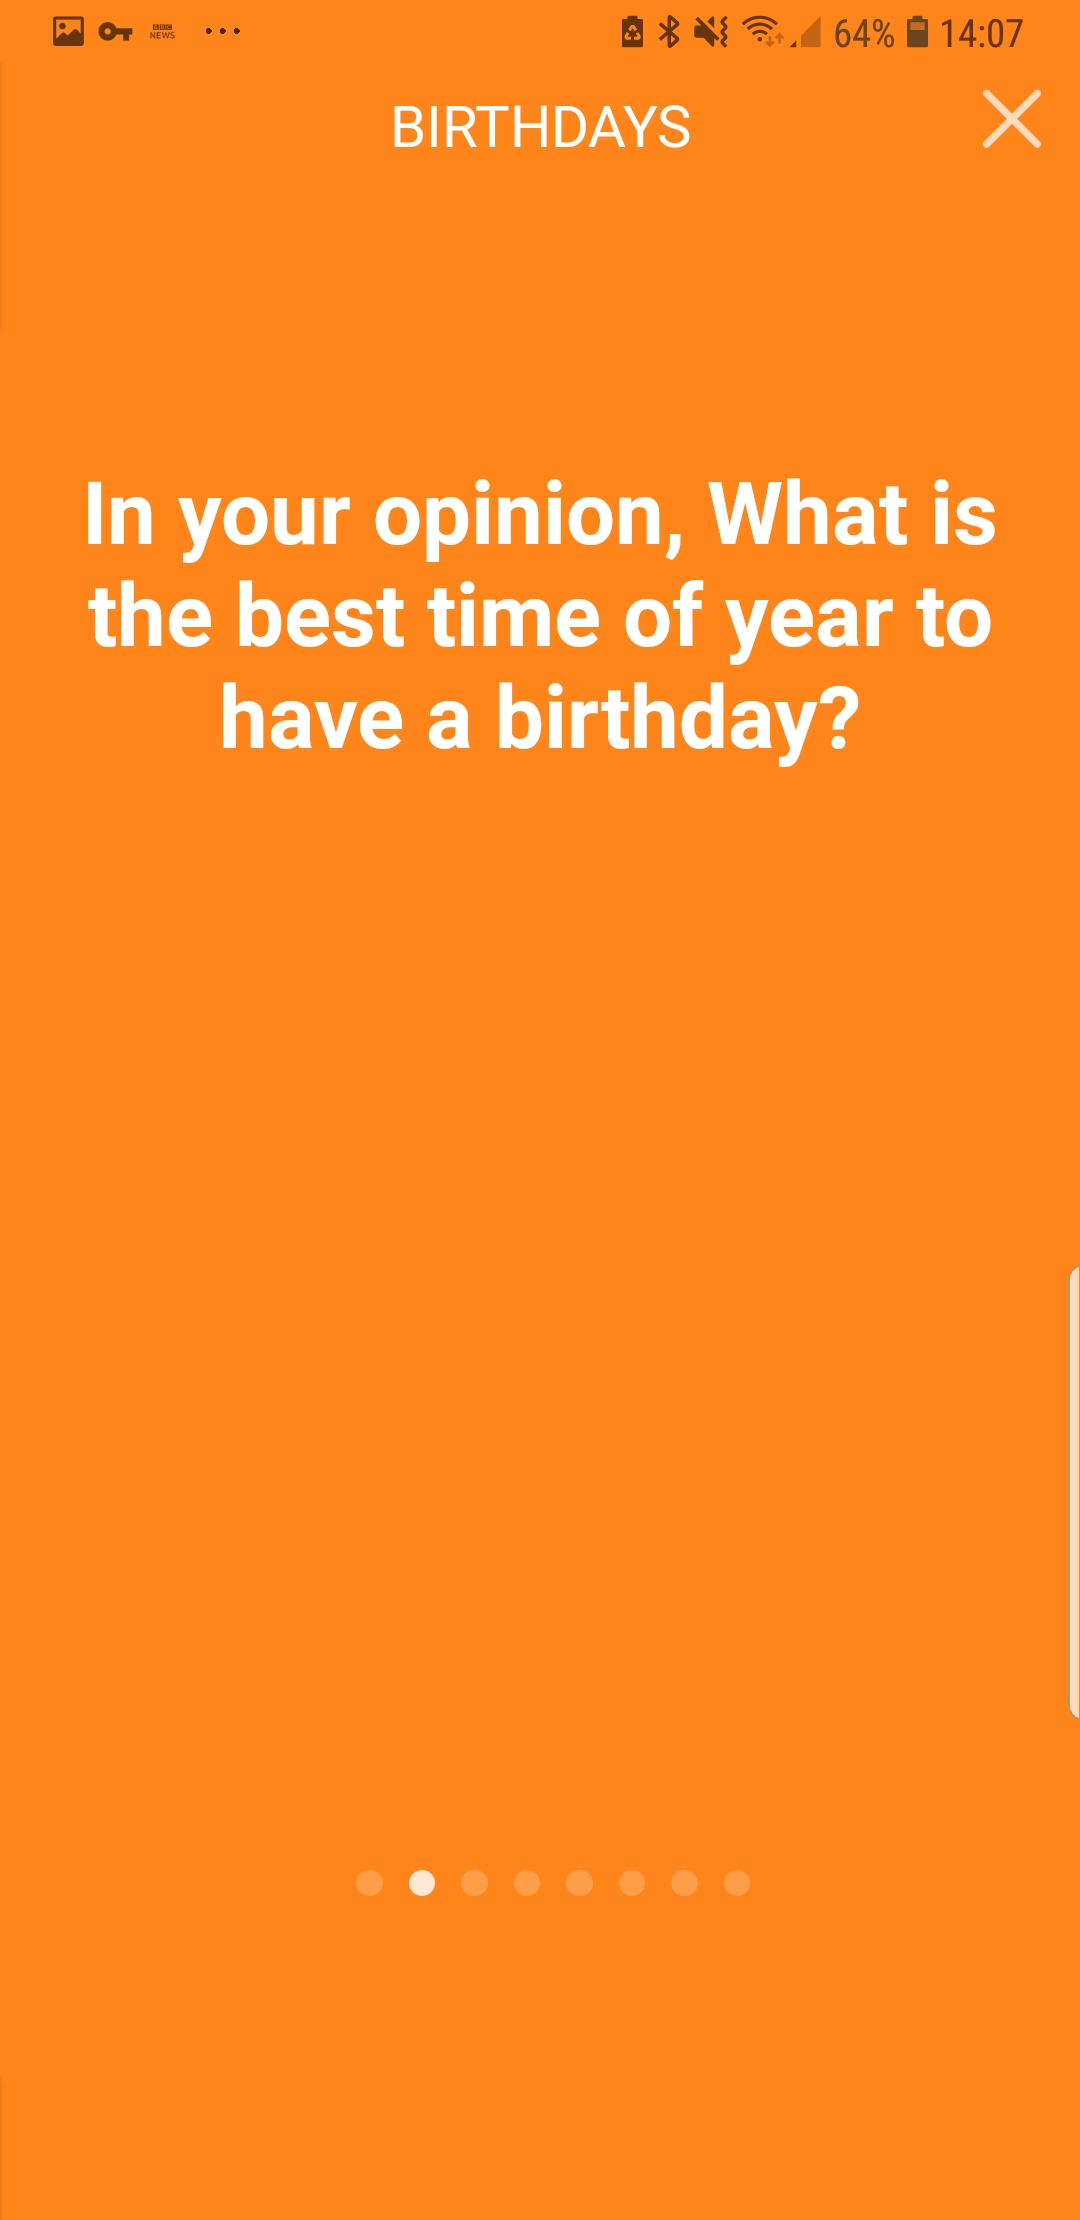 BBC NEWS 64% 14:07
BIRTHDAYS
In your opinion, What is
the best time of year to
have a birthday?